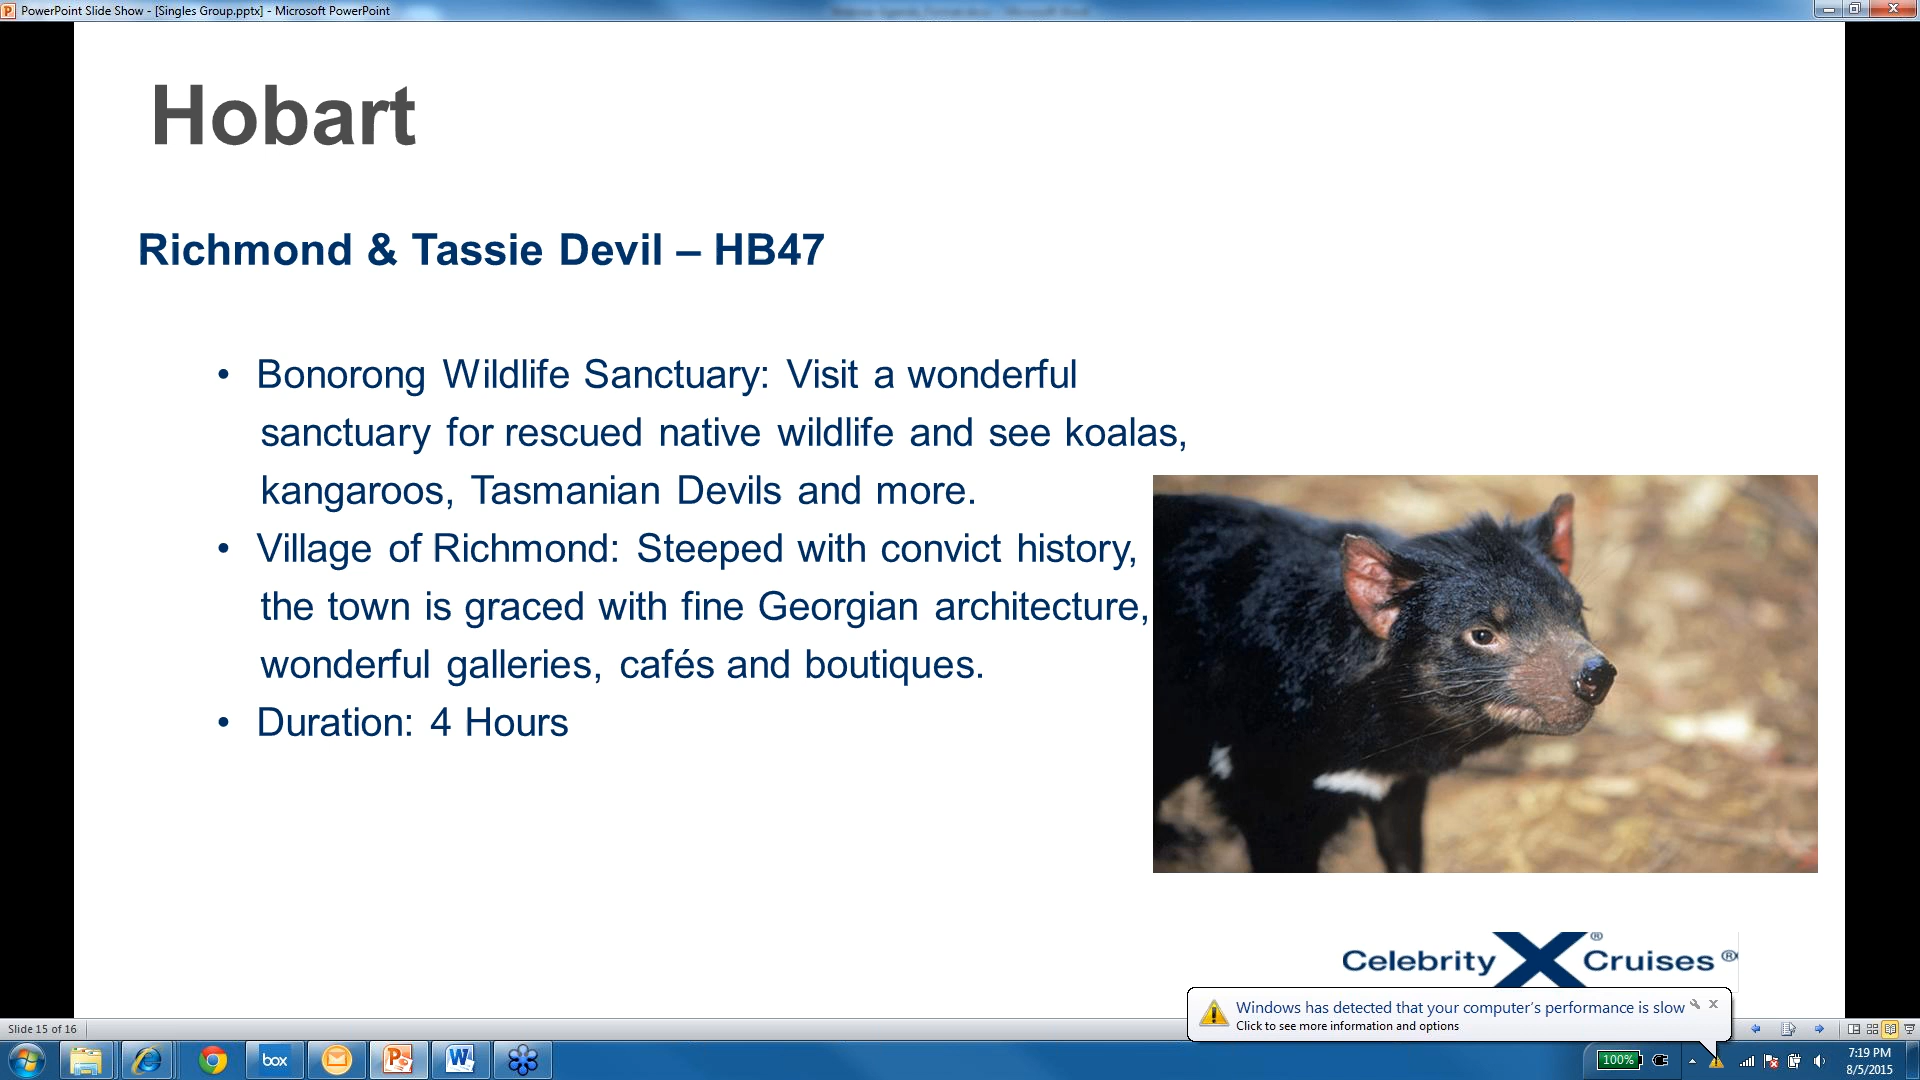 PowerPoint Slide Show - [Singles Group.pptx] - Microsoft PowerPoint
Hobart
Richmond & Tassie Devil – HB47
• Bonorong Wildlife Sanctuary: Visit a wonderful
sanctuary for rescued native wildlife and see koalas,
kangaroos, Tasmanian Devils and more.
• Village of Richmond: Steeped with convict history,
the town is graced with fine Georgian architecture,
wonderful galleries, cafés and boutiques.
• Duration: 4 Hours
Celebrity X® Cruises®
Windows has detected that your computer's performance is slow
Click to see more information and options
Slide 15 of 16
box
100%
7:19 PM
8/5/2015